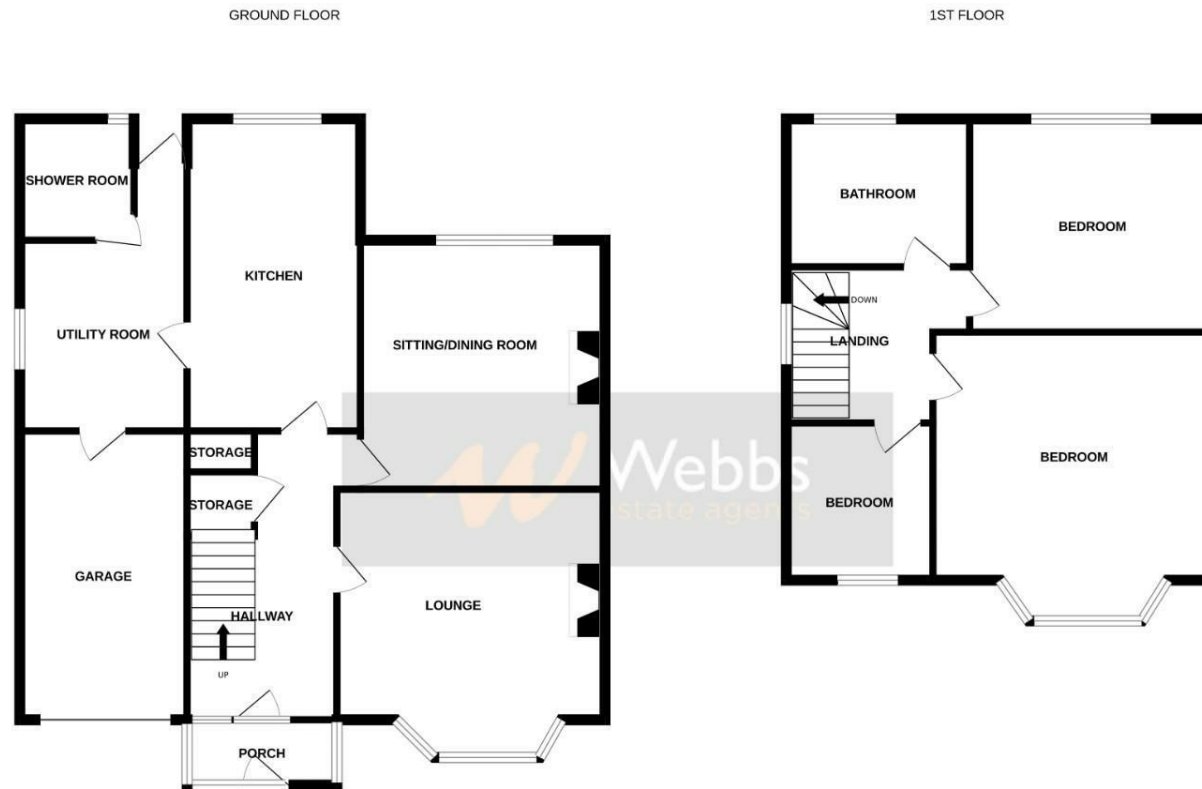 GROUND FLOOR
1ST FLOOR
SHOWER ROOM
KITCHEN
UTILITY ROOM
SITTING/DINING ROOM
STORAGE
STORAGE
GARAGE
HALLWAY
UP
LOUNGE
PORCH
BATHROOM
BEDROOM
DOWN
LANDING
BEDROOM
BEDROOM
Webbs
estate agents